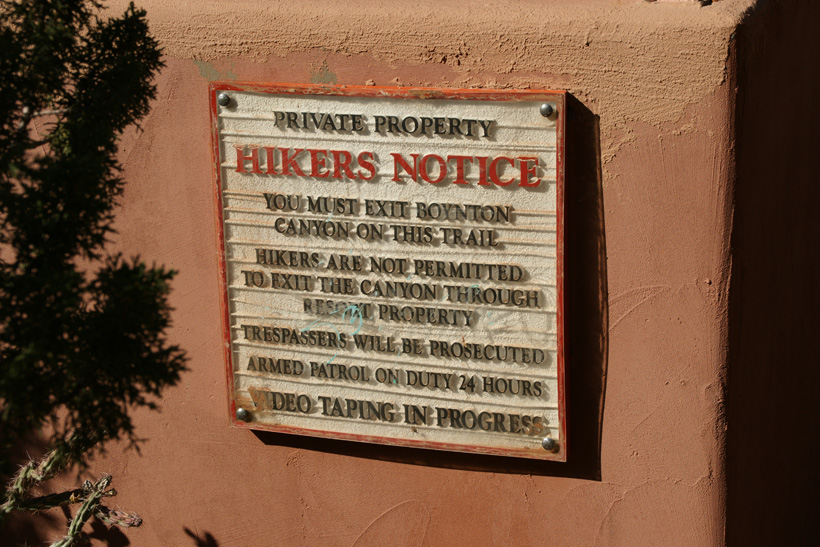 PRIVATE PROPERTY
HIKERS NOTICE
YOU MUST EXIT BOYNTON
CANYON ON THIS TRAIL
HIKERS ARE NOT PERMITTED
TO EXIT THE CANYON THROUGH
RESORT PROPERTY
TRESPASSERS WILL BE PROSECUTED
ARMED PATROL ON DUTY 24 HOURS
VIDEO TAPING IN PROGRESS